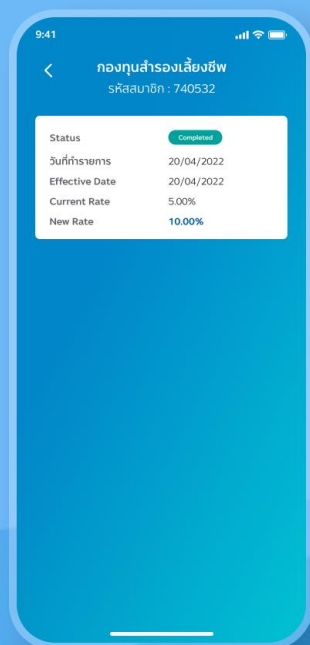 9:41
กองทุนสำรองเลี้ยงชีพ
รหัสสมาชิก : 740532
Status Completed
วันที่ทำรายการ 20/04/2022
Effective Date 20/04/2022
Current Rate 5.00%
New Rate 10.00%